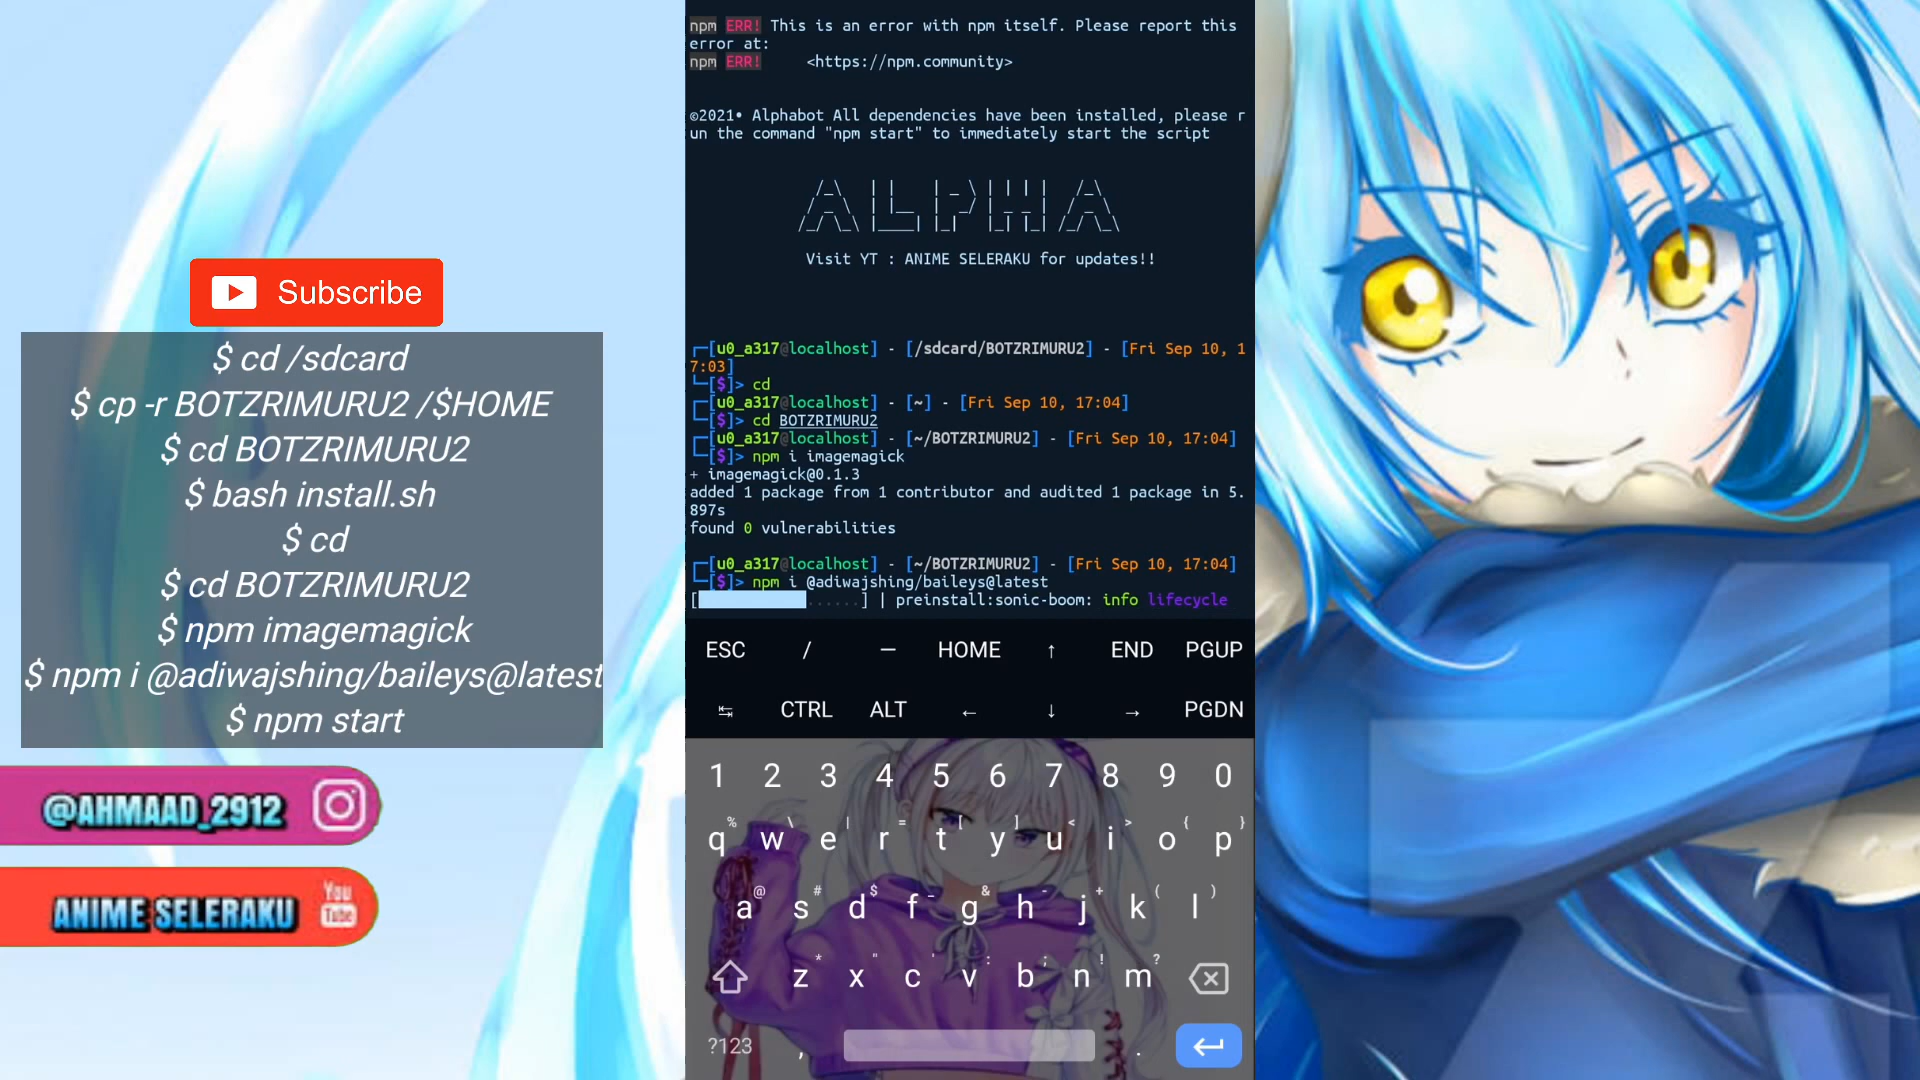 Subscribe
$ cd /sdcard
$ cp -r BOTZRIMURU2 /$HOME
$ cd BOTZRIMURU2
$ bash install.sh
$ cd
$ cd BOTZRIMURU2
$ npm imagemagick
$ npm i @adiwajshing/baileys@latest
$ npm start
@AHMAAD_2912
ANIME SELERAKU
You
Tube
npm ERR! This is an error with npm itself. Please report this
error at:
npm ERR!     <https://npm.community>
©2021• Alphabot All dependencies have been installed, please r
un the command "npm start" to immediately start the script
ALPHA
Visit YT : ANIME SELERAKU for updates!!
┌─[u0_a317@localhost] - [/sdcard/BOTZRIMURU2] - [Fri Sep 10, 1
7:03]
└─[$]> cd
┌─[u0_a317@localhost] - [~] - [Fri Sep 10, 17:04]
└─[$]> cd BOTZRIMURU2
┌─[u0_a317@localhost] - [~/BOTZRIMURU2] - [Fri Sep 10, 17:04]
└─[$]> npm i imagemagick
+ imagemagick@0.1.3
added 1 package from 1 contributor and audited 1 package in 5.
897s
found 0 vulnerabilities
┌─[u0_a317@localhost] - [~/BOTZRIMURU2] - [Fri Sep 10, 17:04]
└─[$]> npm i @adiwajshing/baileys@latest
[            ......] | preinstall:sonic-boom: info lifecycle
ESC / — HOME ↑ END PGUP
↹ CTRL ALT ← ↓ → PGDN
1 2 3 4 5 6 7 8 9 0
% \ | = [ ] < > { }
q w e r t y u i o p
@ # $ _ & - + ( )
a s d f g h j k l
* " ' : ; ! ?
z x c v b n m
?123 , .